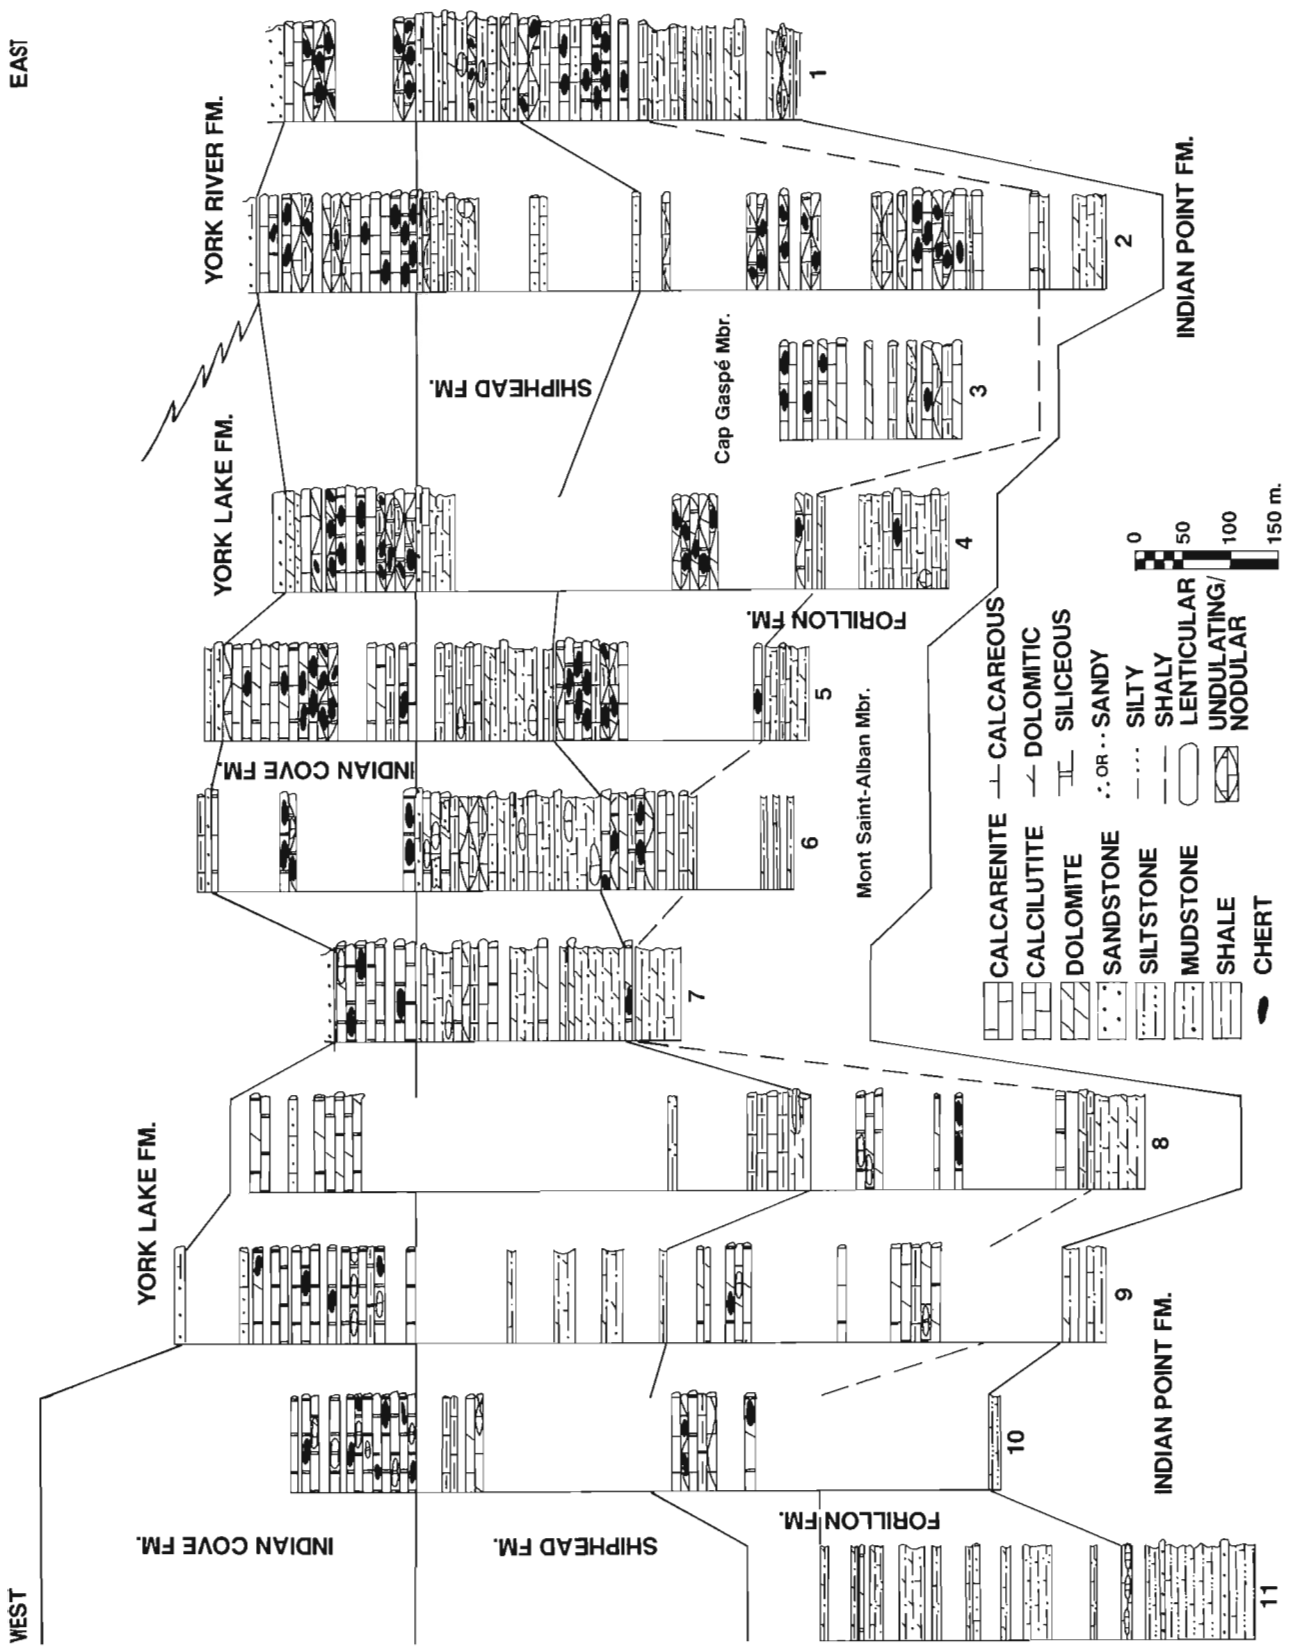 WEST
EAST
YORK LAKE FM.
YORK LAKE FM.
YORK RIVER FM.
INDIAN COVE FM.
INDIAN COVE FM.
SHIPHEAD FM.
SHIPHEAD FM.
FORILLON FM.
FORILLON FM.
Cap Gaspé Mbr.
Mont Saint-Alban Mbr.
INDIAN POINT FM.
INDIAN POINT FM.
11
10
9
8
7
6
5
4
3
2
1
CALCARENITE
CALCILUTITE
DOLOMITE
SANDSTONE
SILTSTONE
MUDSTONE
SHALE
CHERT
CALCAREOUS
DOLOMITIC
SILICEOUS
OR SANDY
SILTY
SHALY
LENTICULAR
UNDULATING/
NODULAR
0
50
100
150 m.